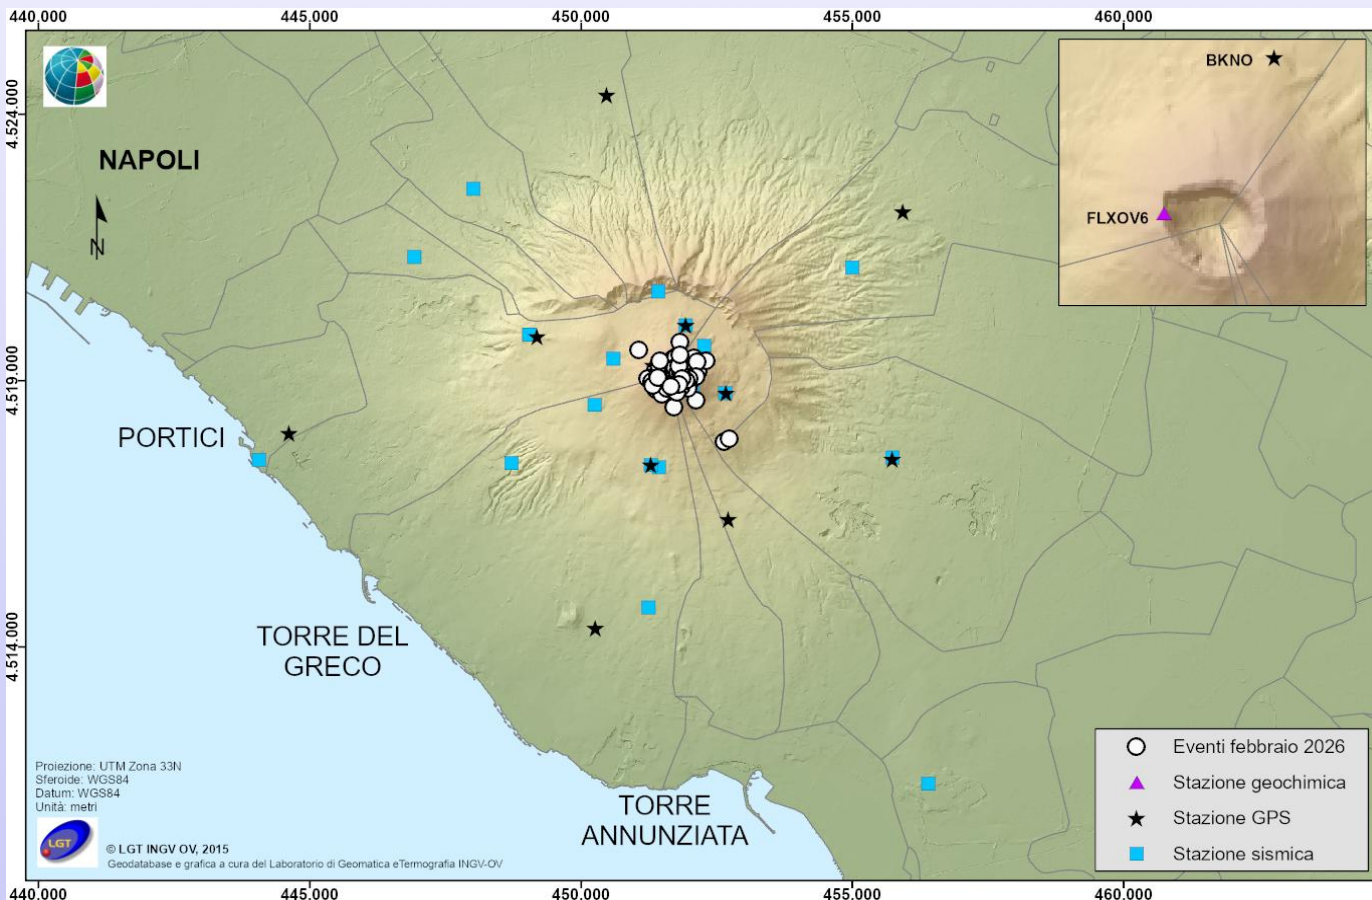 440.000 445.000 450.000 455.000 460.000
4.524.000
4.519.000
4.514.000
NAPOLI
N
BKNO
FLXOV6
PORTICI
TORRE DEL
GRECO
TORRE
ANNUNZIATA
Eventi febbraio 2026
Stazione geochimica
Stazione GPS
Stazione sismica
Proiezione: UTM Zona 33N
Sferoide: WGS84
Datum: WGS84
Unità: metri
LGT
© LGT INGV OV, 2015
Geodatabase e grafica a cura del Laboratorio di Geomatica eTermografia INGV-OV
440.000 445.000 450.000 455.000 460.000